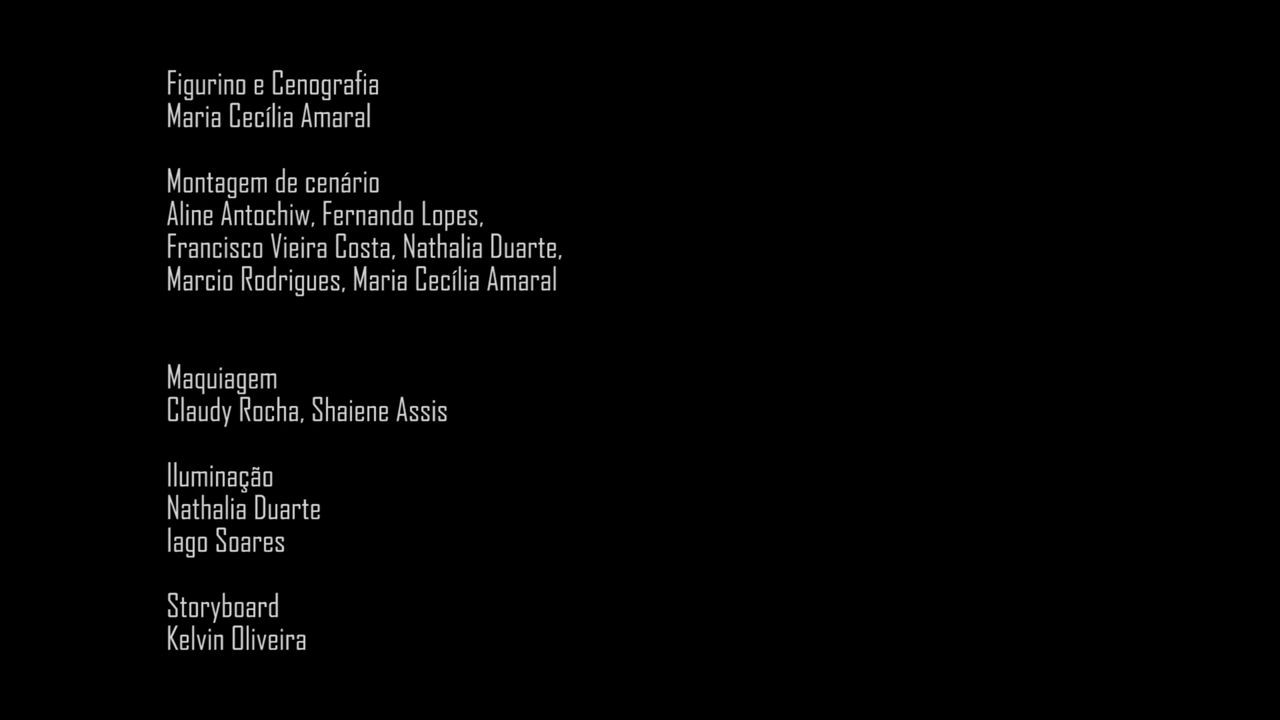 Figurino e Cenografia
Maria Cecília Amaral
Montagem de cenário
Aline Antochiw, Fernando Lopes,
Francisco Vieira Costa, Nathalia Duarte,
Marcio Rodrigues, Maria Cecília Amaral
Maquiagem
Claudy Rocha, Shaiene Assis
Iluminação
Nathalia Duarte
Iago Soares
Storyboard
Kelvin Oliveira